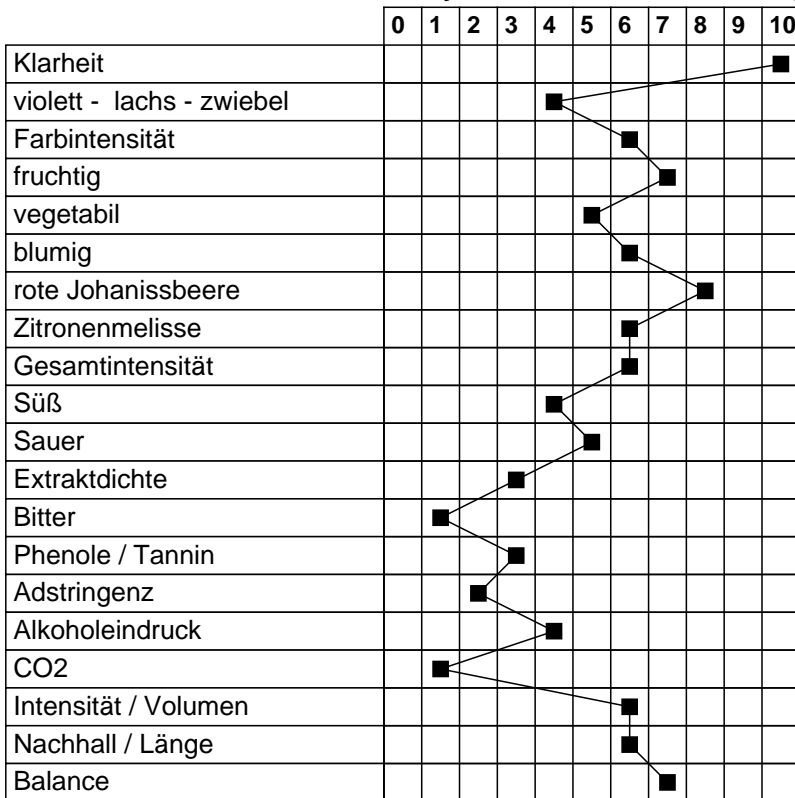 0 1 2 3 4 5 6 7 8 9 10
Klarheit
violett - lachs - zwiebel
Farbintensität
fruchtig
vegetabil
blumig
rote Johanissbeere
Zitronenmelisse
Gesamtintensität
Süß
Sauer
Extraktdichte
Bitter
Phenole / Tannin
Adstringenz
Alkoholeindruck
CO2
Intensität / Volumen
Nachhall / Länge
Balance